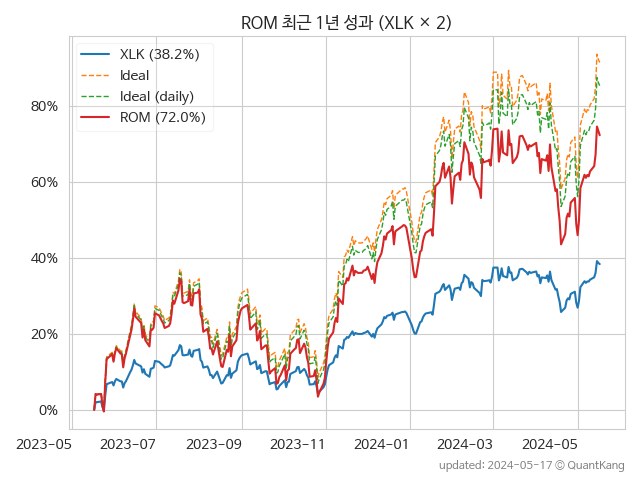 ROM 최근 1년 성과 (XLK × 2)
XLK (38.2%)
Ideal
Ideal (daily)
ROM (72.0%)
80%
60%
40%
20%
0%
2023-05 2023-07 2023-09 2023-11 2024-01 2024-03 2024-05
updated: 2024-05-17 © QuantKang